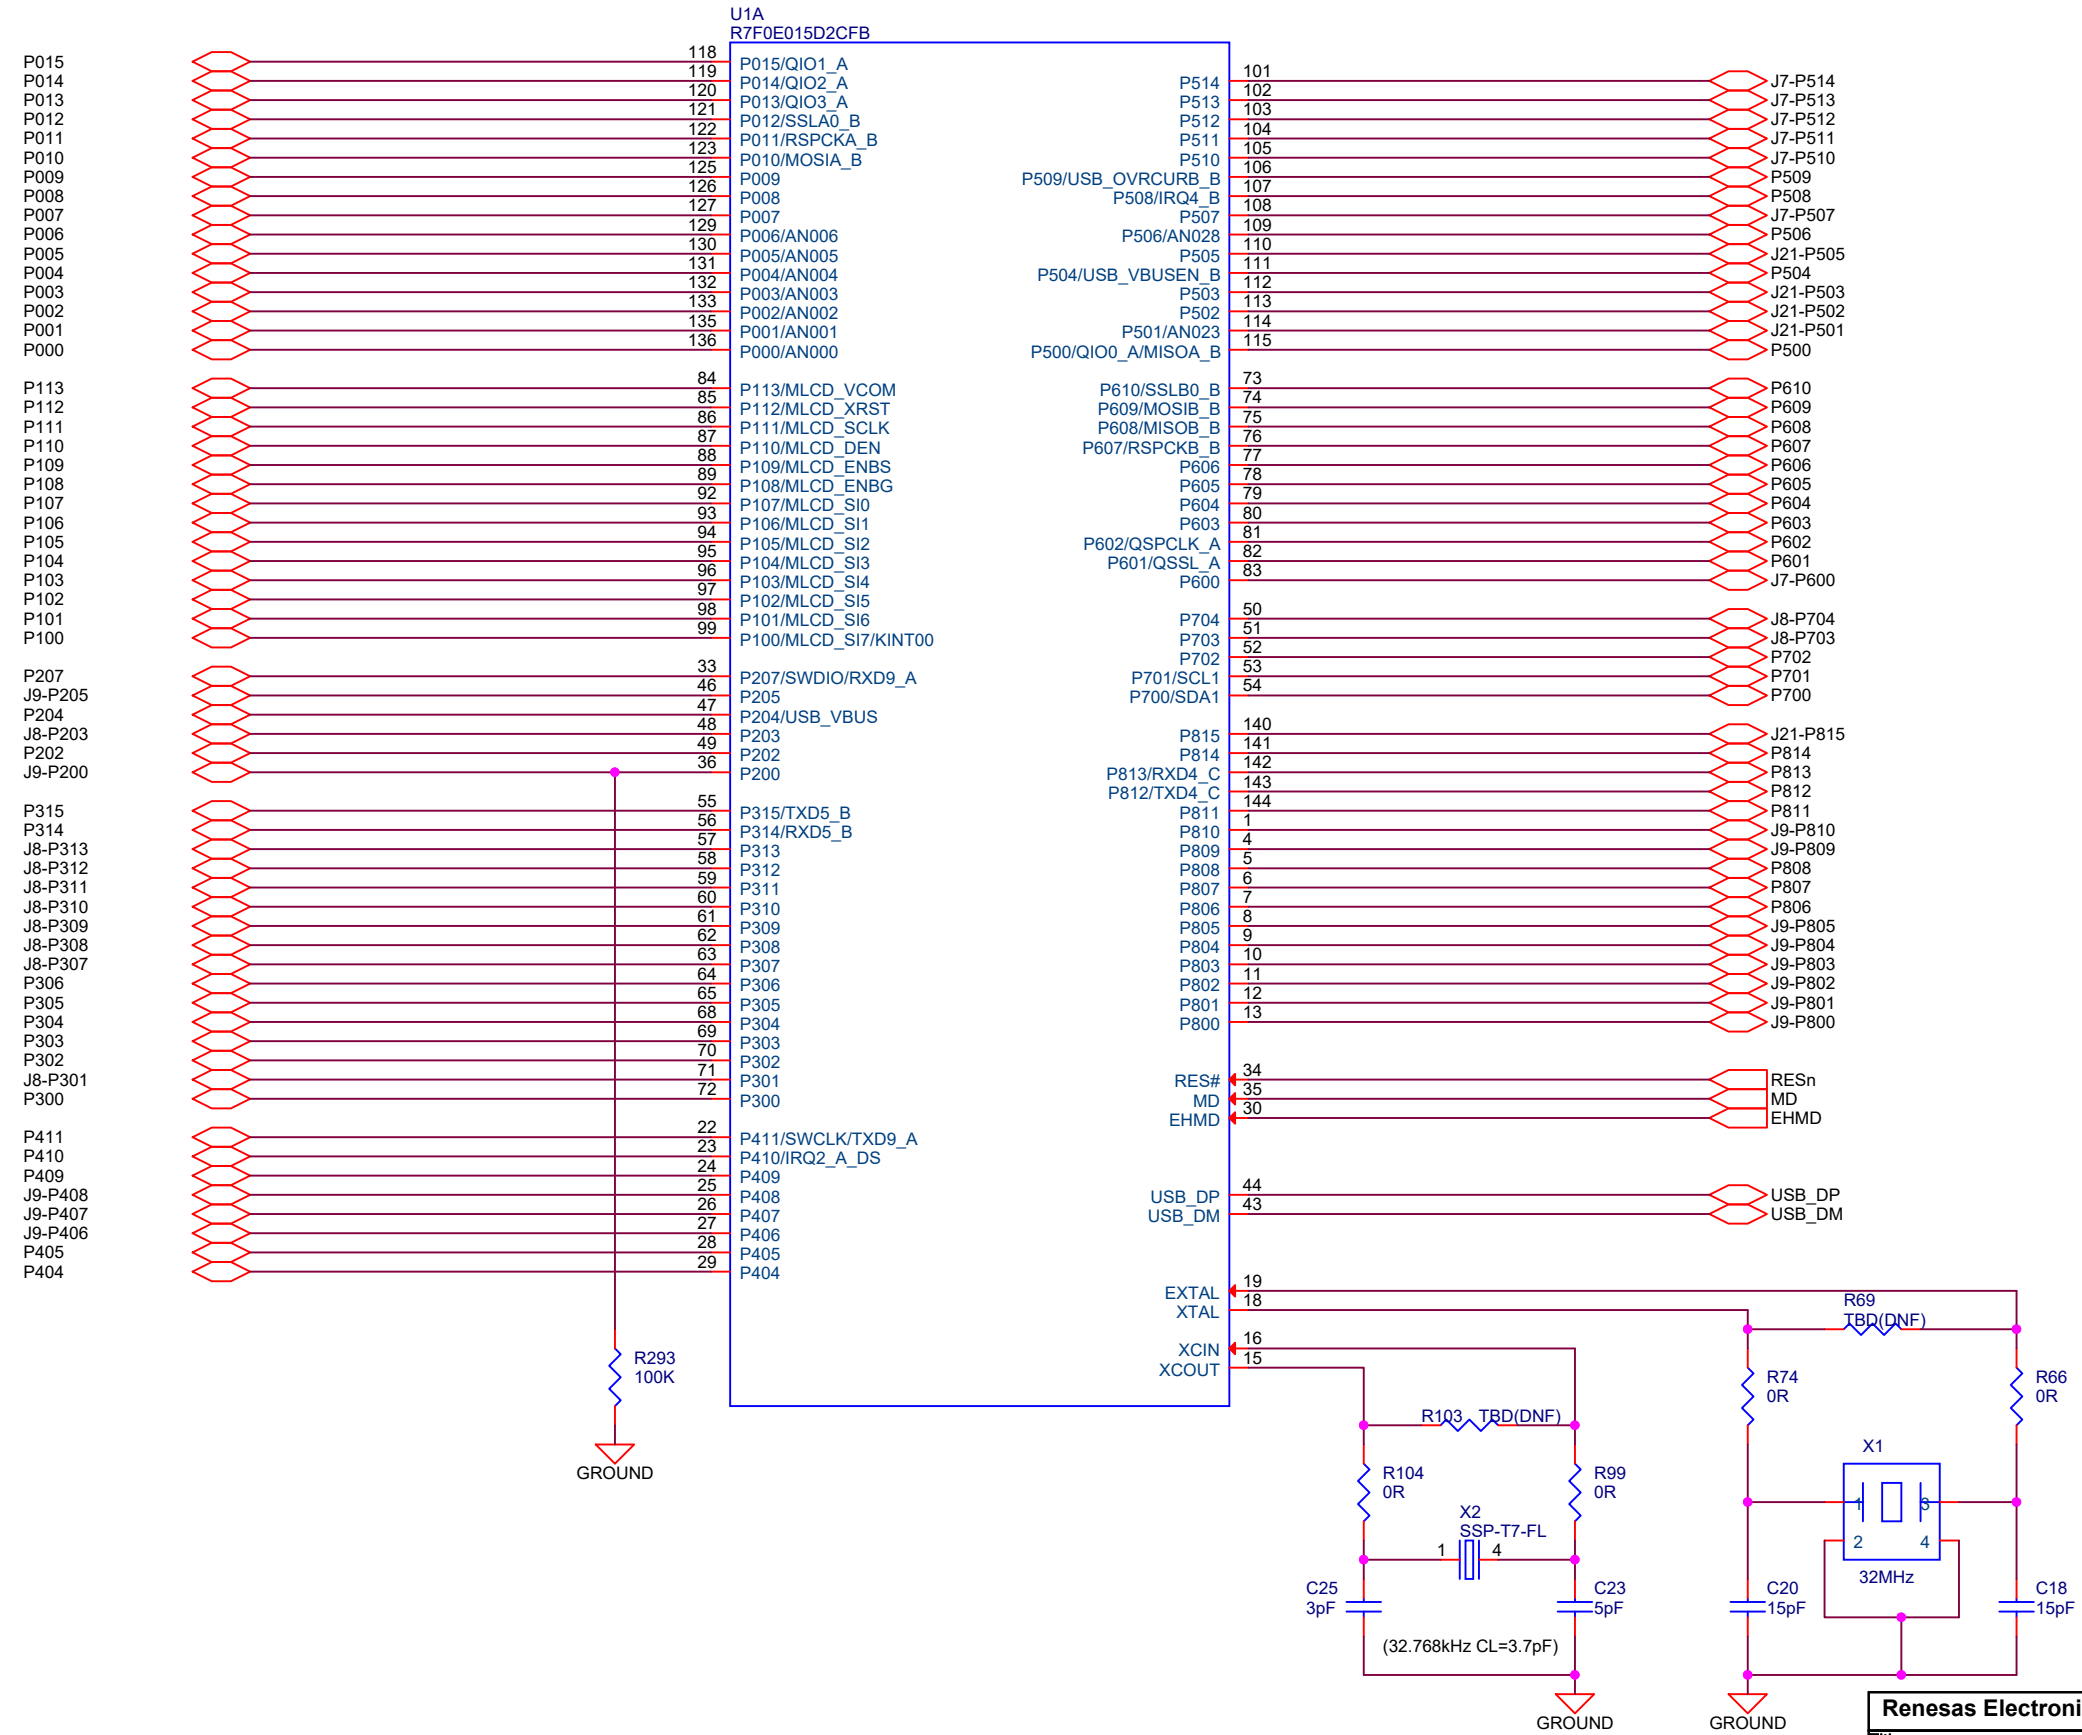 U1A
R7F0E015D2CFB
P015 118 P015/QIO1_A
P014 119 P014/QIO2_A 101 P514 J7-P514
P013 120 P013/QIO3_A 102 P513 J7-P513
P012 121 P012/SSLA0_B 103 P512 J7-P512
P011 122 P011/RSPCKA_B 104 P511 J7-P511
P010 123 P010/MOSIA_B 105 P510 J7-P510
P009 125 P009 P509/USB_OVRCURB_B 106 P509
P008 126 P008 P508/IRQ4_B 107 P508
P007 127 P007 P507 108 J7-P507
P006 129 P006/AN006 P506/AN028 109 P506
P005 130 P005/AN005 P505 110 J21-P505
P004 131 P004/AN004 P504/USB_VBUSEN_B 111 P504
P003 132 P003/AN003 P503 112 J21-P503
P002 133 P002/AN002 P502 113 J21-P502
P001 135 P001/AN001 P501/AN023 114 J21-P501
P000 136 P000/AN000 P500/QIO0_A/MISOA_B 115 P500
P113 84 P113/MLCD_VCOM P610/SSLB0_B 73 P610
P112 85 P112/MLCD_XRST P609/MOSIB_B 74 P609
P111 86 P111/MLCD_SCLK P608/MISOB_B 75 P608
P110 87 P110/MLCD_DEN P607/RSPCKB_B 76 P607
P109 88 P109/MLCD_ENBS P606 77 P606
P108 89 P108/MLCD_ENBG P605 78 P605
P107 92 P107/MLCD_SI0 P604 79 P604
P106 93 P106/MLCD_SI1 P603 80 P603
P105 94 P105/MLCD_SI2 P602/QSPCLK_A 81 P602
P104 95 P104/MLCD_SI3 P601/QSSL_A 82 P601
P103 96 P103/MLCD_SI4 P600 83 J7-P600
P102 97 P102/MLCD_SI5
P101 98 P101/MLCD_SI6 P704 50 J8-P704
P100 99 P100/MLCD_SI7/KINT00 P703 51 J8-P703
P702 52 P702
P207 33 P207/SWDIO/RXD9_A P701/SCL1 53 P701
J9-P205 46 P205 P700/SDA1 54 P700
P204 47 P204/USB_VBUS
J8-P203 48 P203 P815 140 J21-P815
P202 49 P202 P814 141 P814
J9-P200 36 P200 P813/RXD4_C 142 P813
P812/TXD4_C 143 P812
P315 55 P315/TXD5_B P811 144 P811
P314 56 P314/RXD5_B P810 1 J9-P810
J8-P313 57 P313 P809 4 J9-P809
J8-P312 58 P312 P808 5 P808
J8-P311 59 P311 P807 6 P807
J8-P310 60 P310 P806 7 P806
J8-P309 61 P309 P805 8 J9-P805
J8-P308 62 P308 P804 9 J9-P804
J8-P307 63 P307 P803 10 J9-P803
P306 64 P306 P802 11 J9-P802
P305 65 P305 P801 12 J9-P801
P304 68 P304 P800 13 J9-P800
P303 69 P303
P302 70 P302
J8-P301 71 P301 RES# 34 RESn
P300 72 P300 MD 35 MD
EHMD 30 EHMD
P411 22 P411/SWCLK/TXD9_A
P410 23 P410/IRQ2_A_DS
P409 24 P409
J9-P408 25 P408 USB_DP 44 USB_DP
J9-P407 26 P407 USB_DM 43 USB_DM
J9-P406 27 P406
P405 28 P405
P404 29 P404
EXTAL 19
XTAL 18
R69
TBD(DNF)
XCIN 16
XCOUT 15
R293
100K
GROUND
R74
0R
R66
0R
R103 TBD(DNF)
R104
0R
R99
0R
X1
1 3
2 4
32MHz
X2
SSP-T7-FL
1 4
C25
3pF
C23
5pF
C20
15pF
C18
15pF
(32.768kHz CL=3.7pF)
GROUND
GROUND
Renesas Electroni